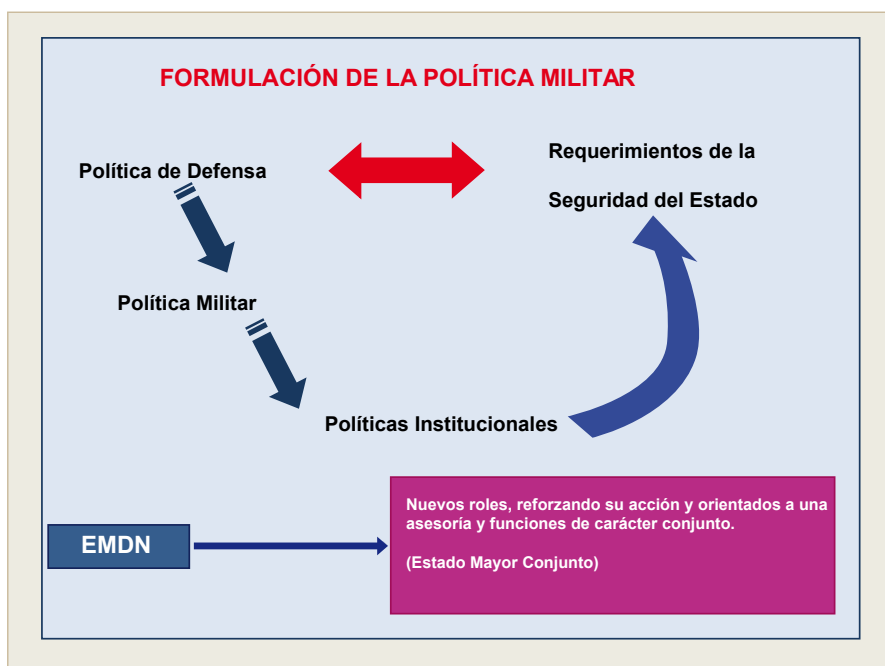 FORMULACIÓN DE LA POLÍTICA MILITAR
Política de Defensa
Requerimientos de la
Seguridad del Estado
Política Militar
Políticas Institucionales
EMDN
Nuevos roles, reforzando su acción y orientados a una
asesoría y funciones de carácter conjunto.
(Estado Mayor Conjunto)